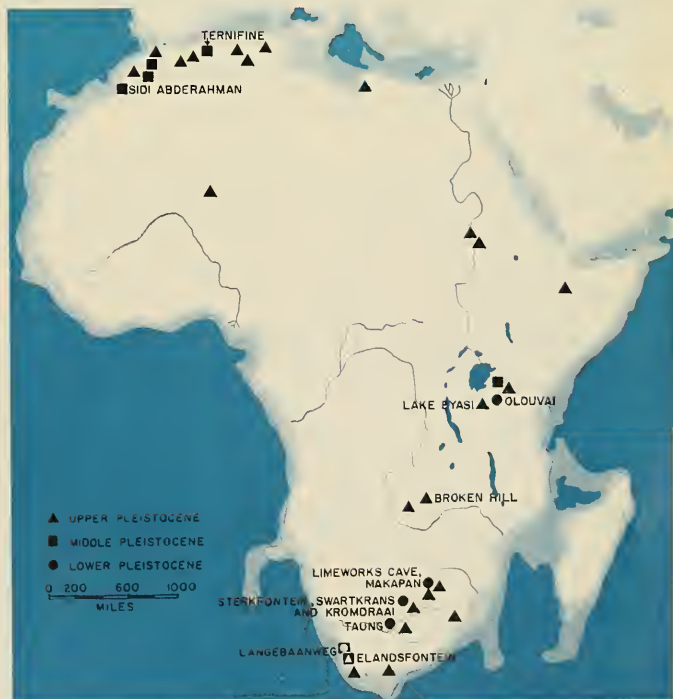 TERNIFINE
SIDI ABDERAHMAN
LAKE EYASI
OLOUVAI
BROKEN HILL
▲ UPPER PLEISTOCENE
■ MIDDLE PLEISTOCENE
● LOWER PLEISTOCENE
0 200 600 1000
MILES
LIMEWORKS CAVE,
MAKAPAN
STERKFONTEIN, SWARTKRANS
AND KROMDRAAI
TAUNG
LANGEBAANWEG
ELANDSFONTEIN